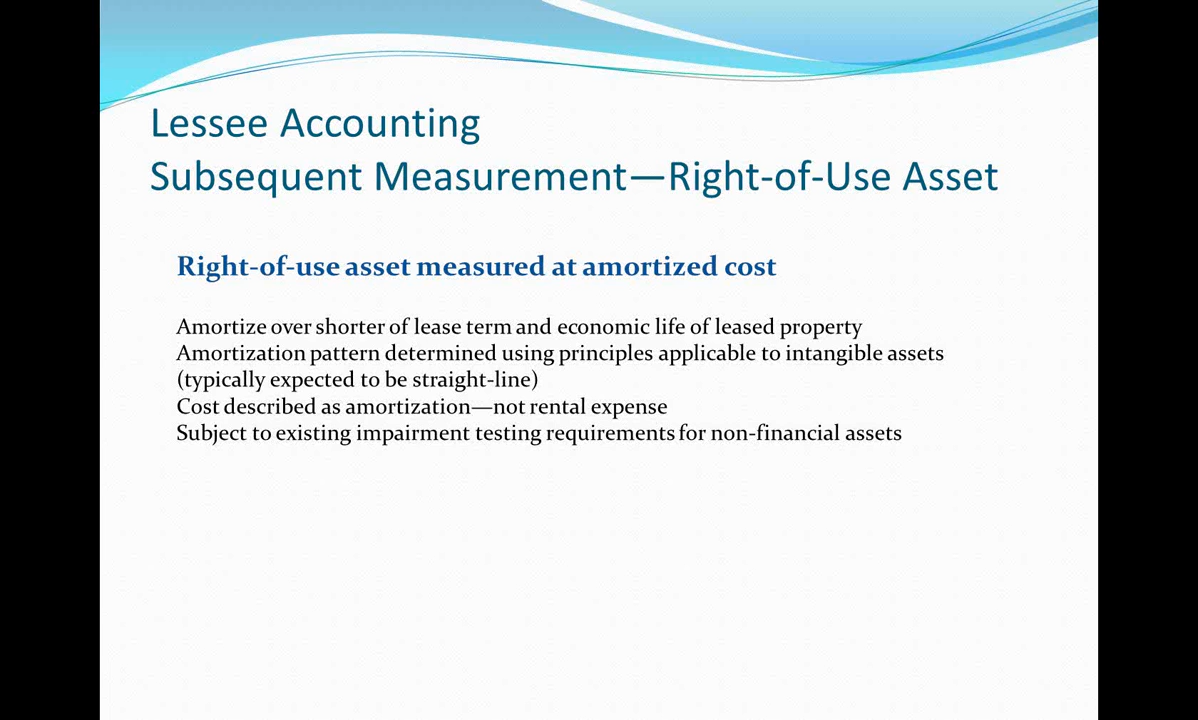 Lessee Accounting
Subsequent Measurement—Right-of-Use Asset
Right-of-use asset measured at amortized cost
Amortize over shorter of lease term and economic life of leased property
Amortization pattern determined using principles applicable to intangible assets
(typically expected to be straight-line)
Cost described as amortization—not rental expense
Subject to existing impairment testing requirements for non-financial assets